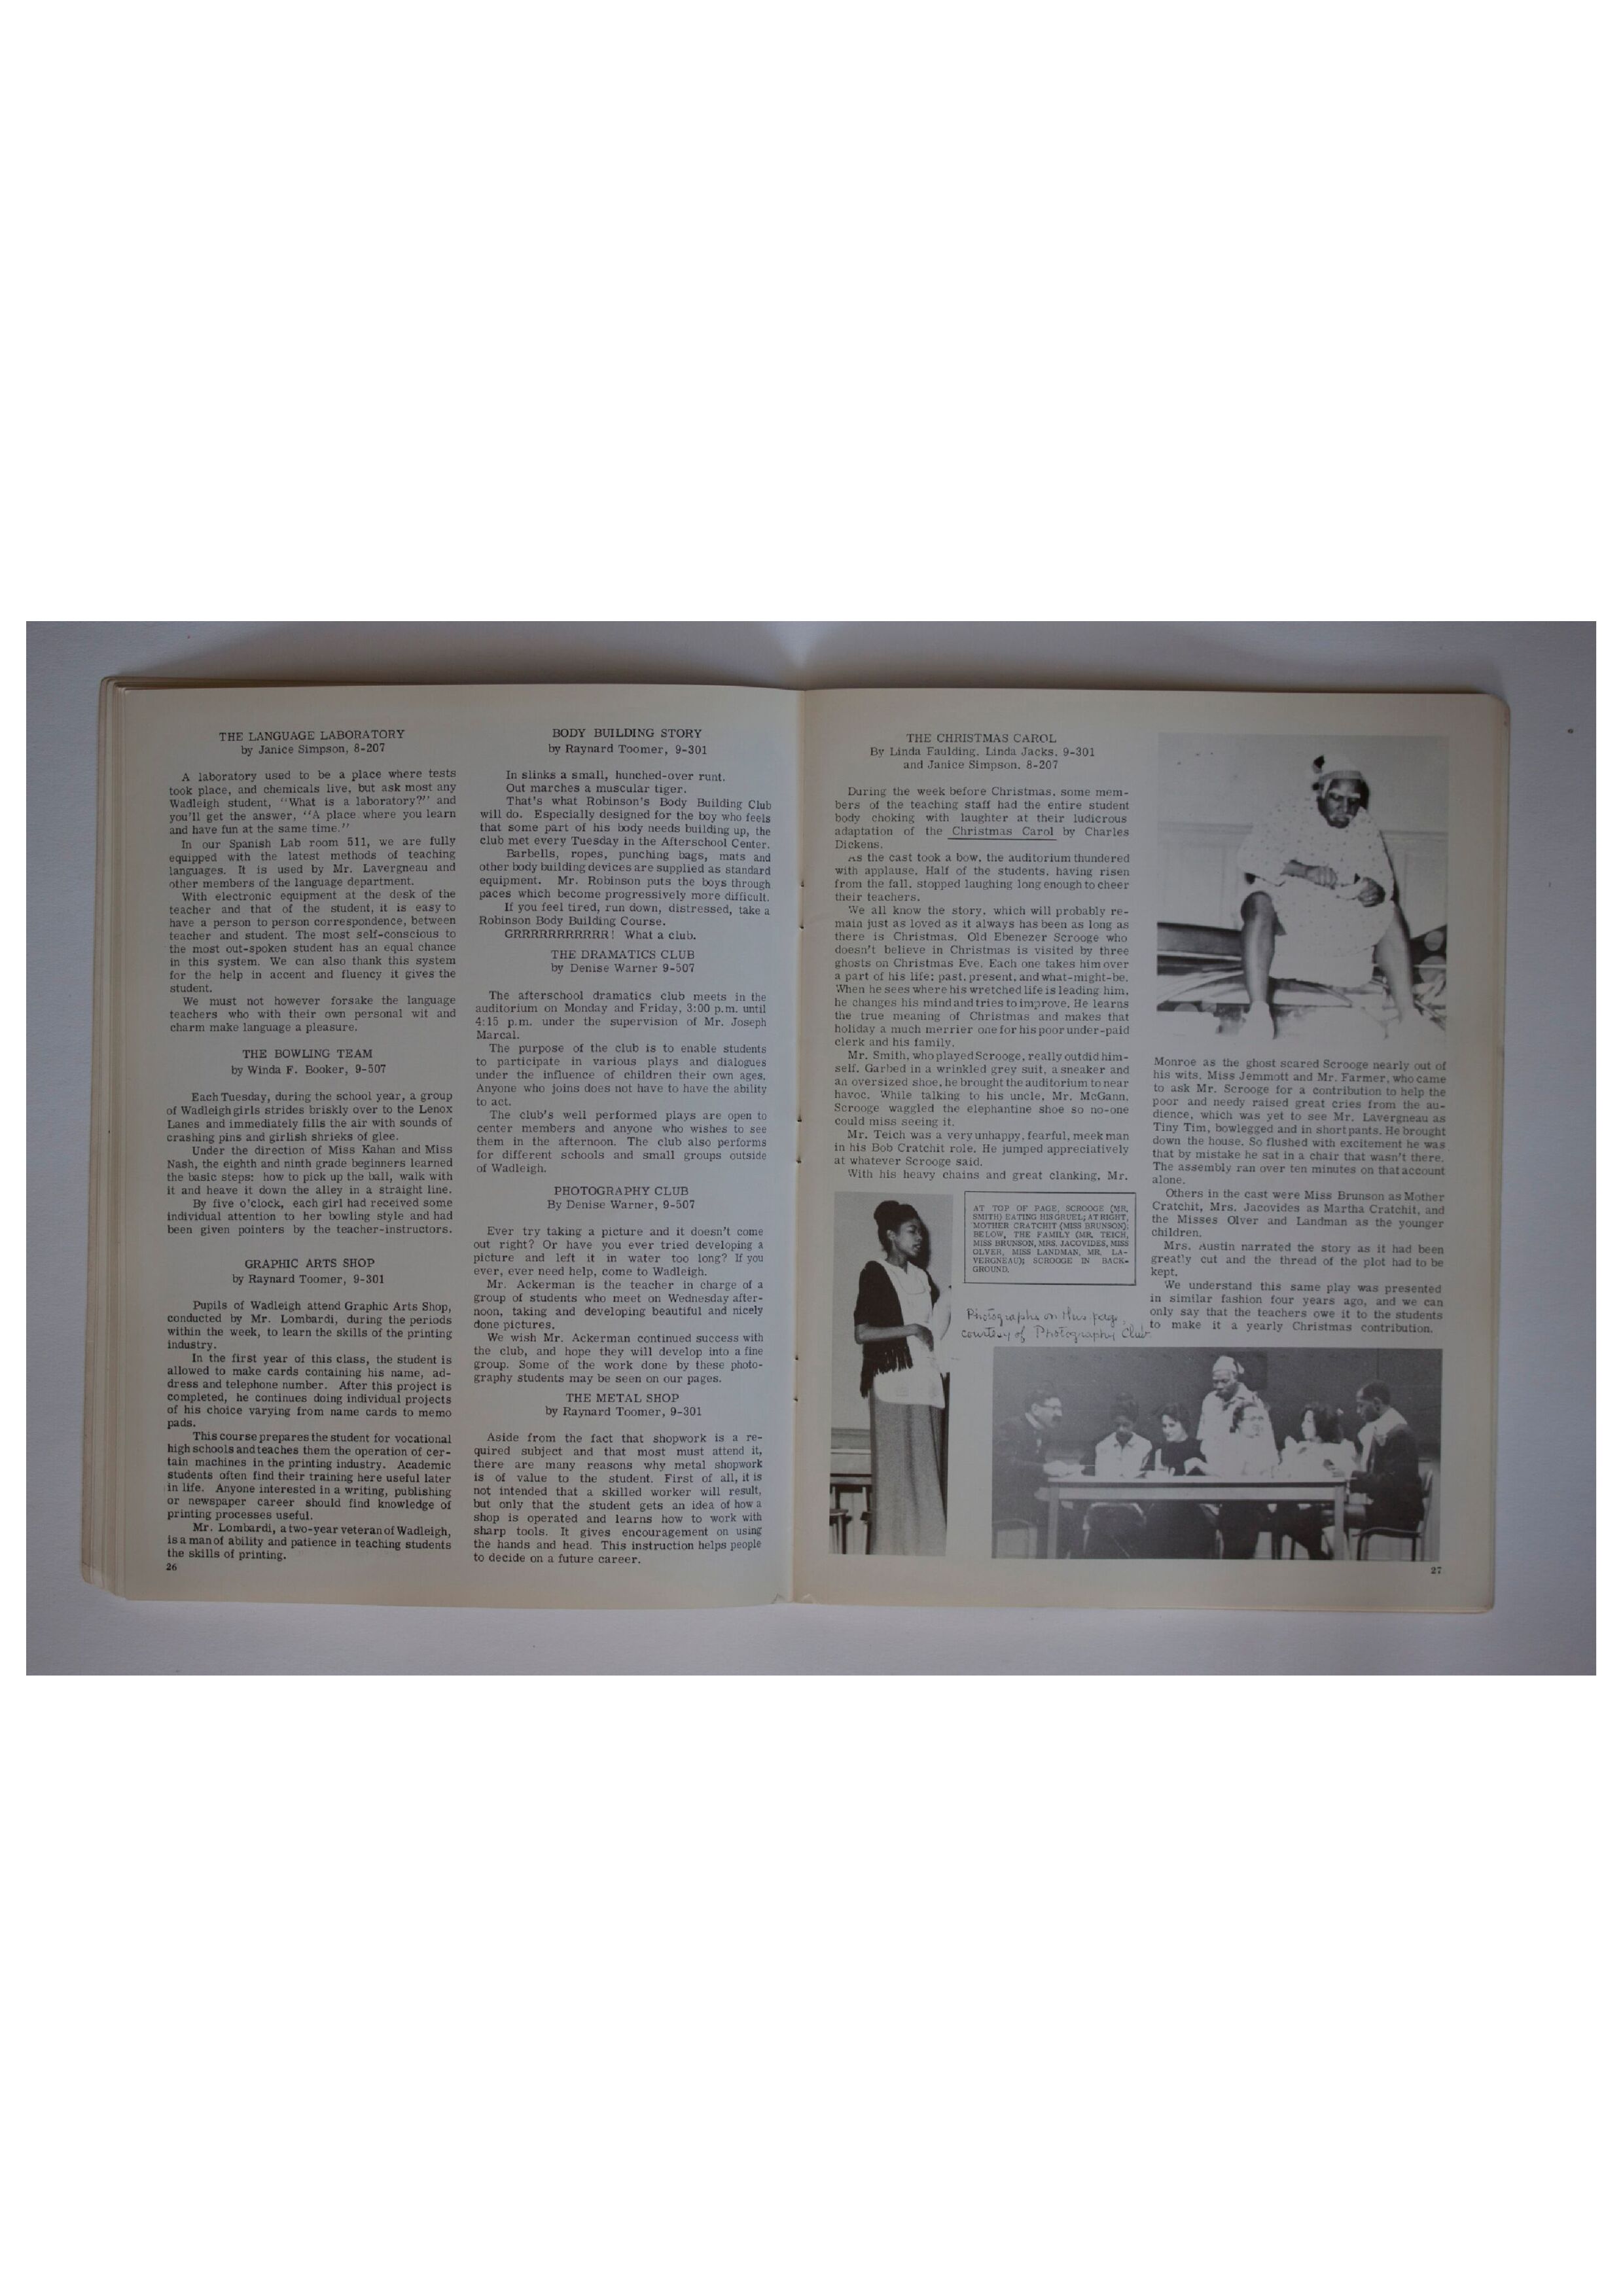 THE LANGUAGE LABORATORY
by Janice Simpson, 8-207
A laboratory used to be a place where tests
took place, and chemicals live, but ask most any
Wadleigh student, "What is a laboratory?" and
you'll get the answer, "A place where you learn
and have fun at the same time."
In our Spanish Lab room 511, we are fully
equipped with the latest methods of teaching
languages. It is used by Mr. Lavergneau and
other members of the language department.
With electronic equipment at the desk of the
teacher and that of the student, it is easy to
have a person to person correspondence, between
teacher and student. The most self-conscious to
the most out-spoken student has an equal chance
in this system. We can also thank this system
for the help in accent and fluency it gives the
student.
We must not however forsake the language
teachers who with their own personal wit and
charm make language a pleasure.
THE BOWLING TEAM
by Winda F. Booker, 9-507
Each Tuesday, during the school year, a group
of Wadleigh girls strides briskly over to the Lenox
Lanes and immediately fills the air with sounds of
crashing pins and girlish shrieks of glee.
Under the direction of Miss Kahan and Miss
Nash, the eighth and ninth grade beginners learned
the basic steps: how to pick up the ball, walk with
it and heave it down the alley in a straight line.
By five o'clock, each girl had received some
individual attention to her bowling style and had
been given pointers by the teacher-instructors.
GRAPHIC ARTS SHOP
by Raynard Toomer, 9-301
Pupils of Wadleigh attend Graphic Arts Shop,
conducted by Mr. Lombardi, during the periods
within the week, to learn the skills of the printing
industry.
In the first year of this class, the student is
allowed to make cards containing his name, ad-
dress and telephone number. After this project is
completed, he continues doing individual projects
of his choice varying from name cards to memo
pads.
This course prepares the student for vocational
high schools and teaches them the operation of cer-
tain machines in the printing industry. Academic
students often find their training here useful later
in life. Anyone interested in a writing, publishing
or newspaper career should find knowledge of
printing processes useful.
Mr. Lombardi, a two-year veteran of Wadleigh,
is a man of ability and patience in teaching students
the skills of printing.
26
BODY BUILDING STORY
by Raynard Toomer, 9-301
In slinks a small, hunched-over runt.
Out marches a muscular tiger.
That's what Robinson's Body Building Club
will do. Especially designed for the boy who feels
that some part of his body needs building up, the
club met every Tuesday in the Afterschool Center.
Barbells, ropes, punching bags, mats and
other body building devices are supplied as standard
equipment. Mr. Robinson puts the boys through
paces which become progressively more difficult.
If you feel tired, run down, distressed, take a
Robinson Body Building Course.
GRRRRRRRRRRR! What a club.
THE DRAMATICS CLUB
by Denise Warner 9-507
The afterschool dramatics club meets in the
auditorium on Monday and Friday, 3:00 p.m. until
4:15 p.m. under the supervision of Mr. Joseph
Marcal.
The purpose of the club is to enable students
to participate in various plays and dialogues
under the influence of children their own ages.
Anyone who joins does not have to have the ability
to act.
The club's well performed plays are open to
center members and anyone who wishes to see
them in the afternoon. The club also performs
for different schools and small groups outside
of Wadleigh.
PHOTOGRAPHY CLUB
By Denise Warner, 9-507
Ever try taking a picture and it doesn't come
out right? Or have you ever tried developing a
picture and left it in water too long? If you
ever, ever need help, come to Wadleigh.
Mr. Ackerman is the teacher in charge of a
group of students who meet on Wednesday after-
noon, taking and developing beautiful and nicely
done pictures.
We wish Mr. Ackerman continued success with
the club, and hope they will develop into a fine
group. Some of the work done by these photo-
graphy students may be seen on our pages.
THE METAL SHOP
by Raynard Toomer, 9-301
Aside from the fact that shopwork is a re-
quired subject and that most must attend it,
there are many reasons why metal shopwork
is of value to the student. First of all, it is
not intended that a skilled worker will result,
but only that the student gets an idea of how a
shop is operated and learns how to work with
sharp tools. It gives encouragement on using
the hands and head. This instruction helps people
to decide on a future career.
THE CHRISTMAS CAROL
By Linda Faulding, Linda Jacks, 9-301
and Janice Simpson, 8-207
During the week before Christmas, some mem-
bers of the teaching staff had the entire student
body choking with laughter at their ludicrous
adaptation of the Christmas Carol by Charles
Dickens.
As the cast took a bow, the auditorium thundered
with applause. Half of the students, having risen
from the fall, stopped laughing long enough to cheer
their teachers.
We all know the story, which will probably re-
main just as loved as it always has been as long as
there is Christmas. Old Ebenezer Scrooge who
doesn't believe in Christmas is visited by three
ghosts on Christmas Eve. Each one takes him over
a part of his life; past, present, and what-might-be.
When he sees where his wretched life is leading him,
he changes his mind and tries to improve. He learns
the true meaning of Christmas and makes that
holiday a much merrier one for his poor under-paid
clerk and his family.
Mr. Smith, who played Scrooge, really outdid him-
self. Garbed in a wrinkled grey suit, a sneaker and
an oversized shoe, he brought the auditorium to near
havoc. While talking to his uncle, Mr. McGann,
Scrooge waggled the elephantine shoe so no-one
could miss seeing it.
Mr. Teich was a very unhappy, fearful, meek man
in his Bob Cratchit role. He jumped appreciatively
at whatever Scrooge said.
With his heavy chains and great clanking, Mr.
Monroe as the ghost scared Scrooge nearly out of
his wits. Miss Jemmott and Mr. Farmer, who came
to ask Mr. Scrooge for a contribution to help the
poor and needy raised great cries from the au-
dience, which was yet to see Mr. Lavergneau as
Tiny Tim, bowlegged and in short pants. He brought
down the house. So flushed with excitement he was
that by mistake he sat in a chair that wasn't there.
The assembly ran over ten minutes on that account
alone.
Others in the cast were Miss Brunson as Mother
Cratchit, Mrs. Jacovides as Martha Cratchit, and
the Misses Olver and Landman as the younger
children.
Mrs. Austin narrated the story as it had been
greatly cut and the thread of the plot had to be
kept.
We understand this same play was presented
in similar fashion four years ago, and we can
only say that the teachers owe it to the students
to make it a yearly Christmas contribution.
AT TOP OF PAGE, SCROOGE (MR.
SMITH) EATING HIS GRUEL; AT RIGHT,
MOTHER CRATCHIT (MISS BRUNSON);
BELOW, THE FAMILY (MR. TEICH,
MISS BRUNSON, MRS. JACOVIDES, MISS
OLVER, MISS LANDMAN, MR. LA-
VERGNEAU); SCROOGE IN BACK-
GROUND.
Photographs on this page
courtesy of Photography Club
27